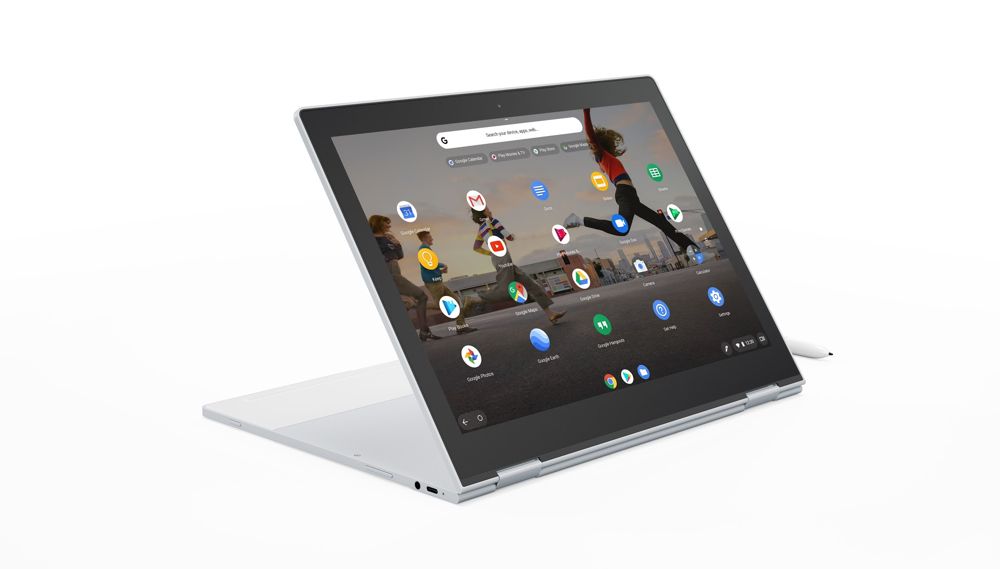 G
Search your device, apps, web...
Google Calendar
Play Movies & TV
Play Store
Google Maps
31
Google Calendar
Gmail
Docs
Slides
Sheets
Keep
Youtube
Play Movies &...
Google Duo
Play Games
Play Books
G
Google Maps
Google Drive
Camera
Calculator
Google Photos
Google Earth
Google Hangouts
Get Help
Settings
12:30